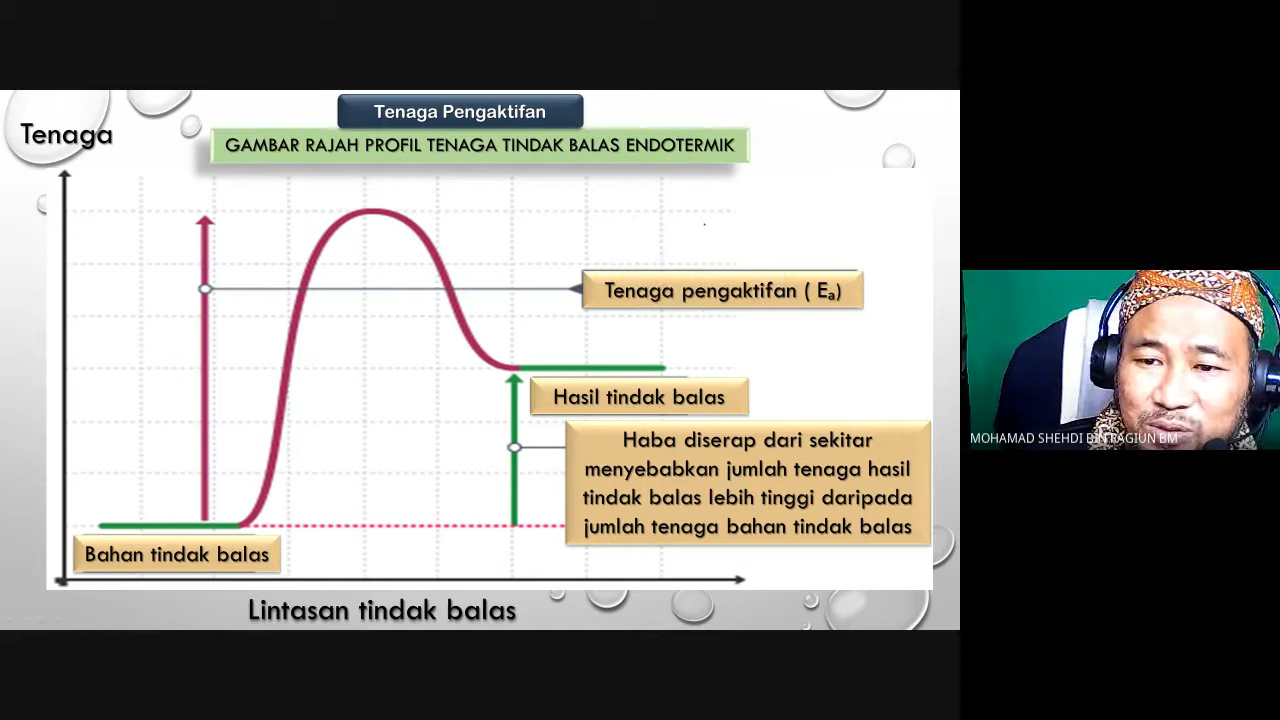 Tenaga Pengaktifan
Tenaga
GAMBAR RAJAH PROFIL TENAGA TINDAK BALAS ENDOTERMIK
Tenaga pengaktifan ( Eₐ)
Hasil tindak balas
Haba diserap dari sekitar
menyebabkan jumlah tenaga hasil
tindak balas lebih tinggi daripada
jumlah tenaga bahan tindak balas
Bahan tindak balas
Lintasan tindak balas
MOHAMAD SHEHDI BIN RAGIUN BM